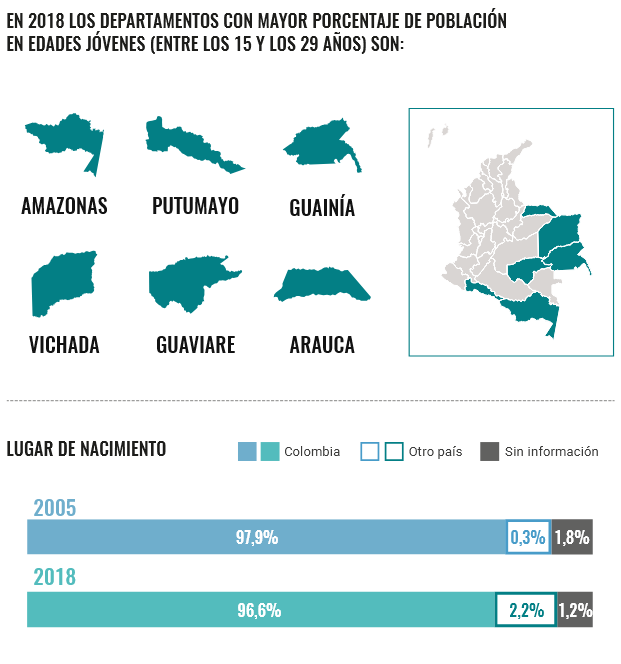 EN 2018 LOS DEPARTAMENTOS CON MAYOR PORCENTAJE DE POBLACIÓN
EN EDADES JÓVENES (ENTRE LOS 15 Y LOS 29 AÑOS) SON:
AMAZONAS
PUTUMAYO
GUAINÍA
VICHADA
GUAVIARE
ARAUCA
LUGAR DE NACIMIENTO
Colombia
Otro país
Sin información
2005
97,9%
0,3%
1,8%
2018
96,6%
2,2%
1,2%